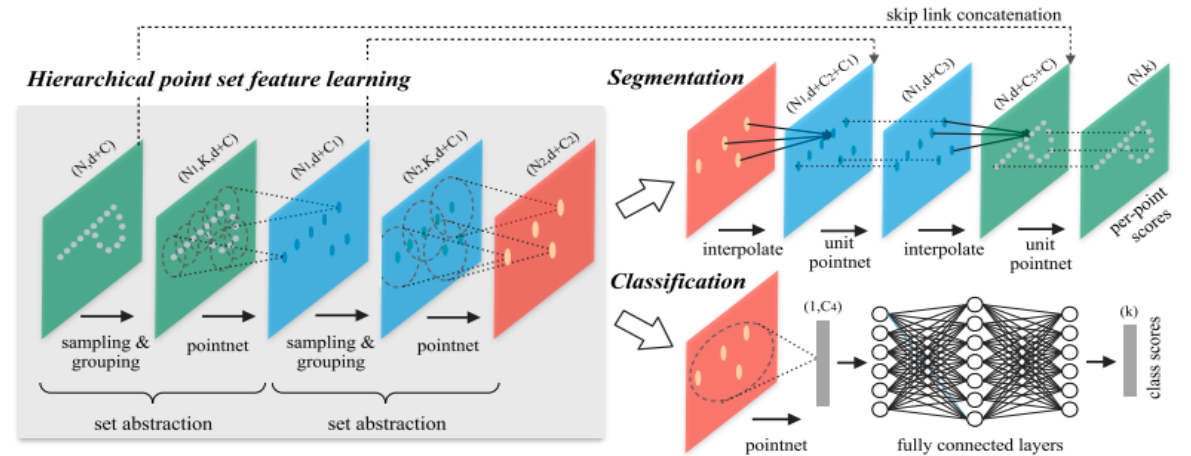 skip link concatenation
Hierarchical point set feature learning
(N,d+C)
(N1,K,d+C)
(N1,d+C1)
(N2,K,d+C1)
(N2,d+C2)
sampling &
grouping
pointnet
sampling &
grouping
pointnet
set abstraction
set abstraction
Segmentation
(N1,d+C2+C1)
(N1,d+C3)
(N,d+C3+C)
(N,k)
interpolate
unit
pointnet
interpolate
unit
pointnet
per-point
scores
Classification
(1,C4)
(k)
class scores
pointnet
fully connected layers